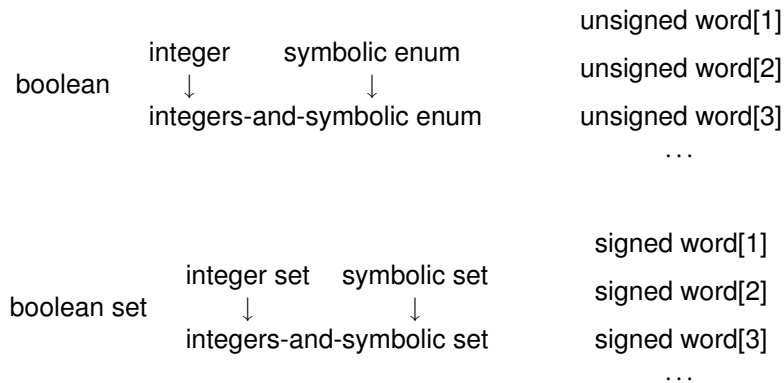 unsigned word[1]
integer symbolic enum
unsigned word[2]
boolean
↓ ↓
integers-and-symbolic enum
unsigned word[3]
...
signed word[1]
integer set symbolic set
signed word[2]
boolean set
↓ ↓
integers-and-symbolic set
signed word[3]
...